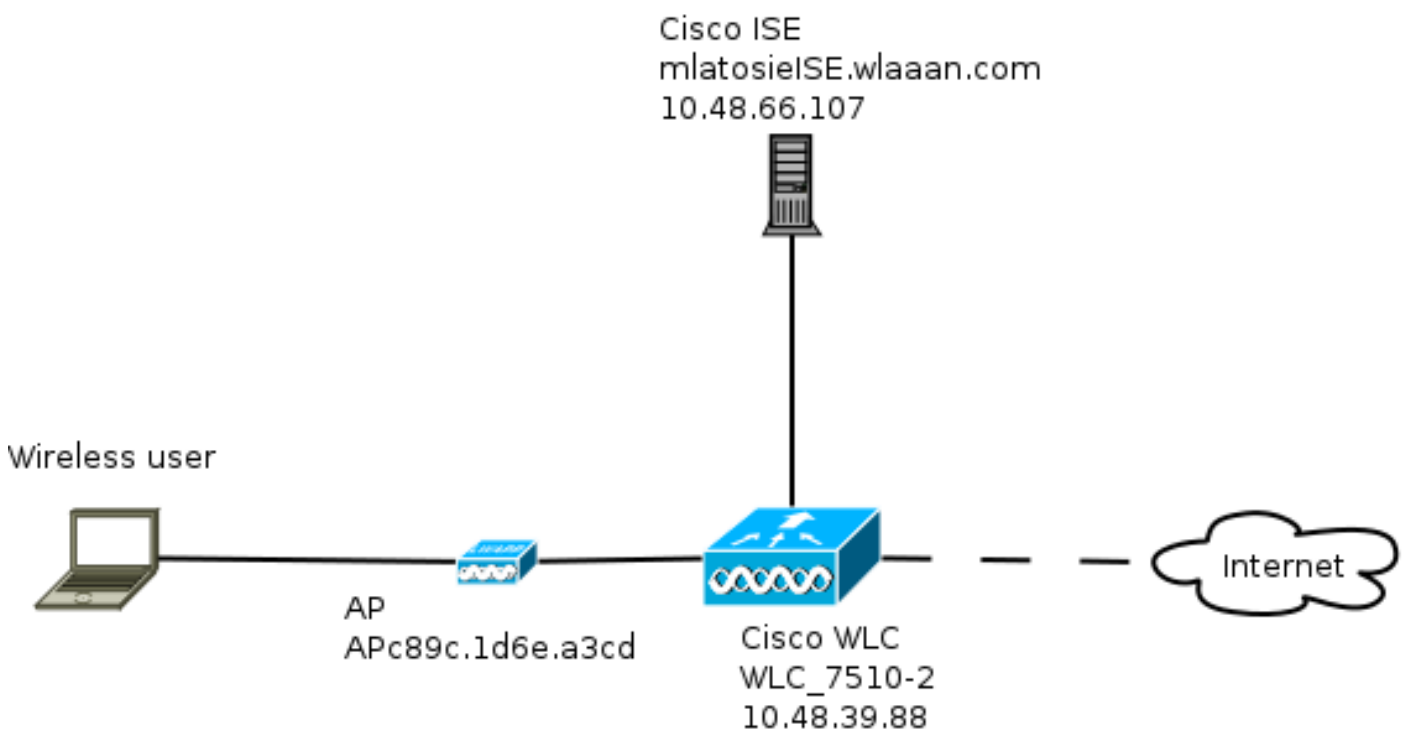 Cisco ISE
mlatosieISE.wlaaan.com
10.48.66.107
Wireless user
LWAPP
Internet
AP
APc89c.1d6e.a3cd
Cisco WLC
WLC_7510-2
10.48.39.88